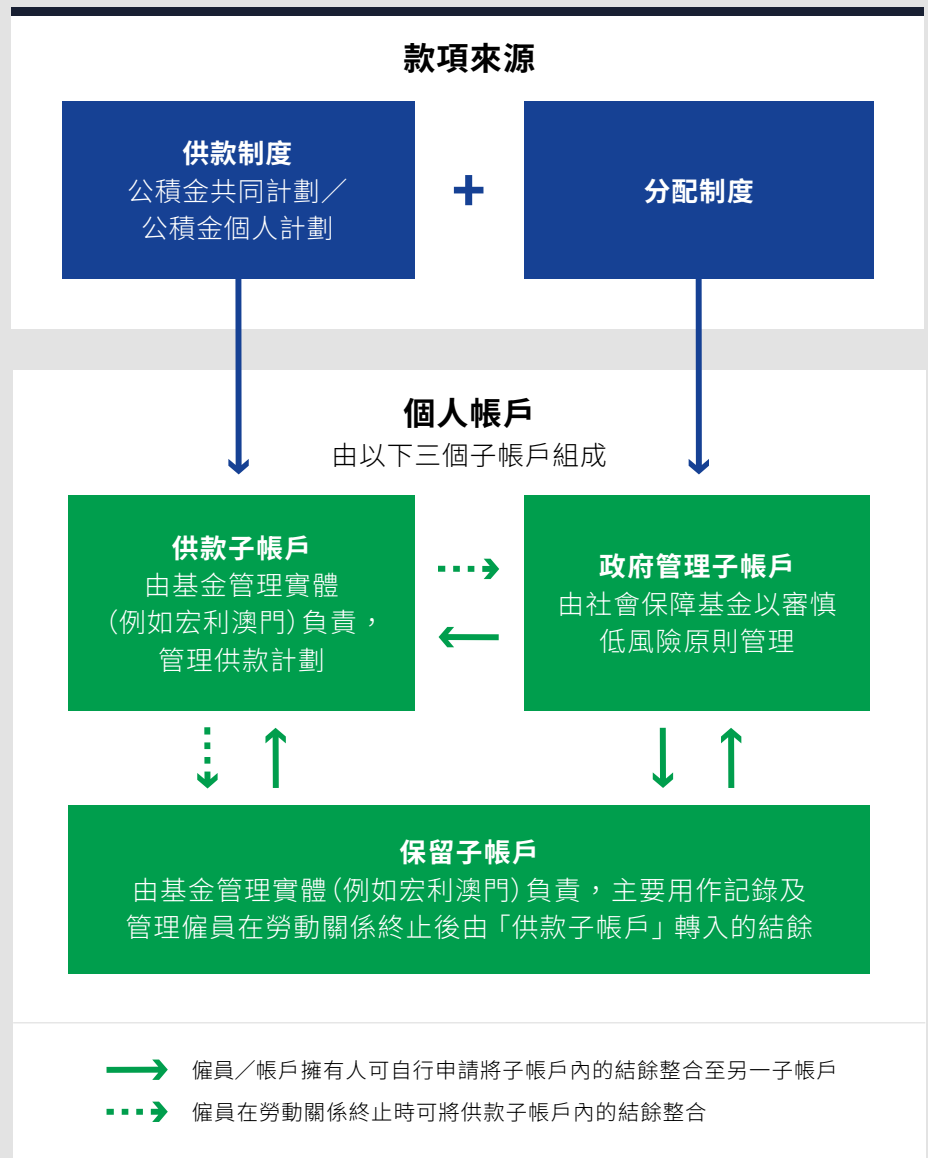 款項來源
供款制度
公積金共同計劃／
公積金個人計劃
+
分配制度
個人帳戶
由以下三個子帳戶組成
供款子帳戶
由基金管理實體
（例如宏利澳門）負責，
管理供款計劃
政府管理子帳戶
由社會保障基金以審慎
低風險原則管理
保留子帳戶
由基金管理實體（例如宏利澳門）負責，主要用作記錄及
管理僱員在勞動關係終止後由「供款子帳戶」轉入的結餘
僱員／帳戶擁有人可自行申請將子帳戶內的結餘整合至另一子帳戶
僱員在勞動關係終止時可將供款子帳戶內的結餘整合